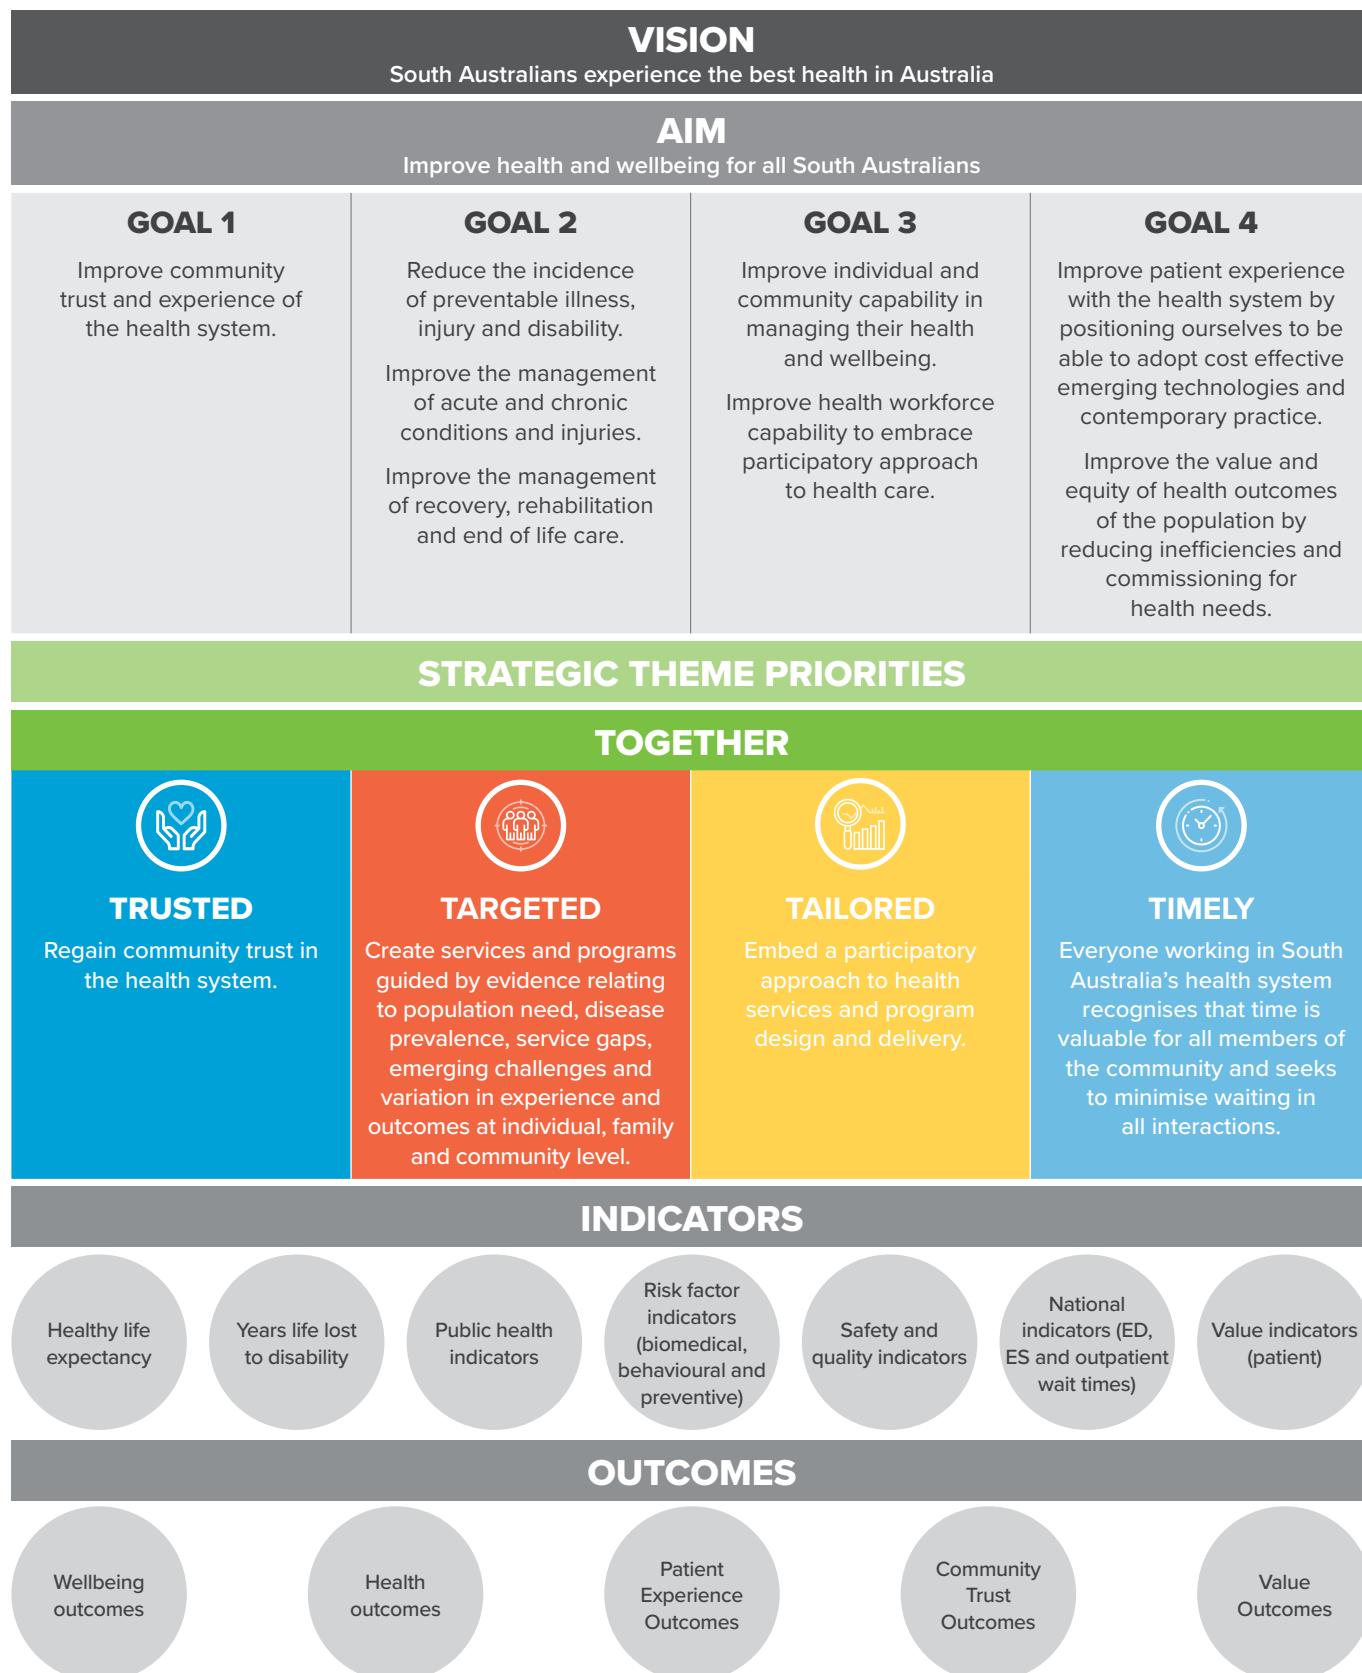 VISION
South Australians experience the best health in Australia
AIM
Improve health and wellbeing for all South Australians
GOAL 1
Improve community
trust and experience of
the health system.
GOAL 2
Reduce the incidence
of preventable illness,
injury and disability.
Improve the management
of acute and chronic
conditions and injuries.
Improve the management
of recovery, rehabilitation
and end of life care.
GOAL 3
Improve individual and
community capability in
managing their health
and wellbeing.
Improve health workforce
capability to embrace
participatory approach
to health care.
GOAL 4
Improve patient experience
with the health system by
positioning ourselves to be
able to adopt cost effective
emerging technologies and
contemporary practice.
Improve the value and
equity of health outcomes
of the population by
reducing inefficiencies and
commissioning for
health needs.
STRATEGIC THEME PRIORITIES
TOGETHER
TRUSTED
Regain community trust in
the health system.
TARGETED
Create services and programs
guided by evidence relating
to population need, disease
prevalence, service gaps,
emerging challenges and
variation in experience and
outcomes at individual, family
and community level.
TAILORED
Embed a participatory
approach to health
services and program
design and delivery.
TIMELY
Everyone working in South
Australia's health system
recognises that time is
valuable for all members of
the community and seeks
to minimise waiting in
all interactions.
INDICATORS
Healthy life
expectancy
Years life lost
to disability
Public health
indicators
Risk factor
indicators
(biomedical,
behavioural and
preventive)
Safety and
quality indicators
National
indicators (ED,
ES and outpatient
wait times)
Value indicators
(patient)
OUTCOMES
Wellbeing
outcomes
Health
outcomes
Patient
Experience
Outcomes
Community
Trust
Outcomes
Value
Outcomes